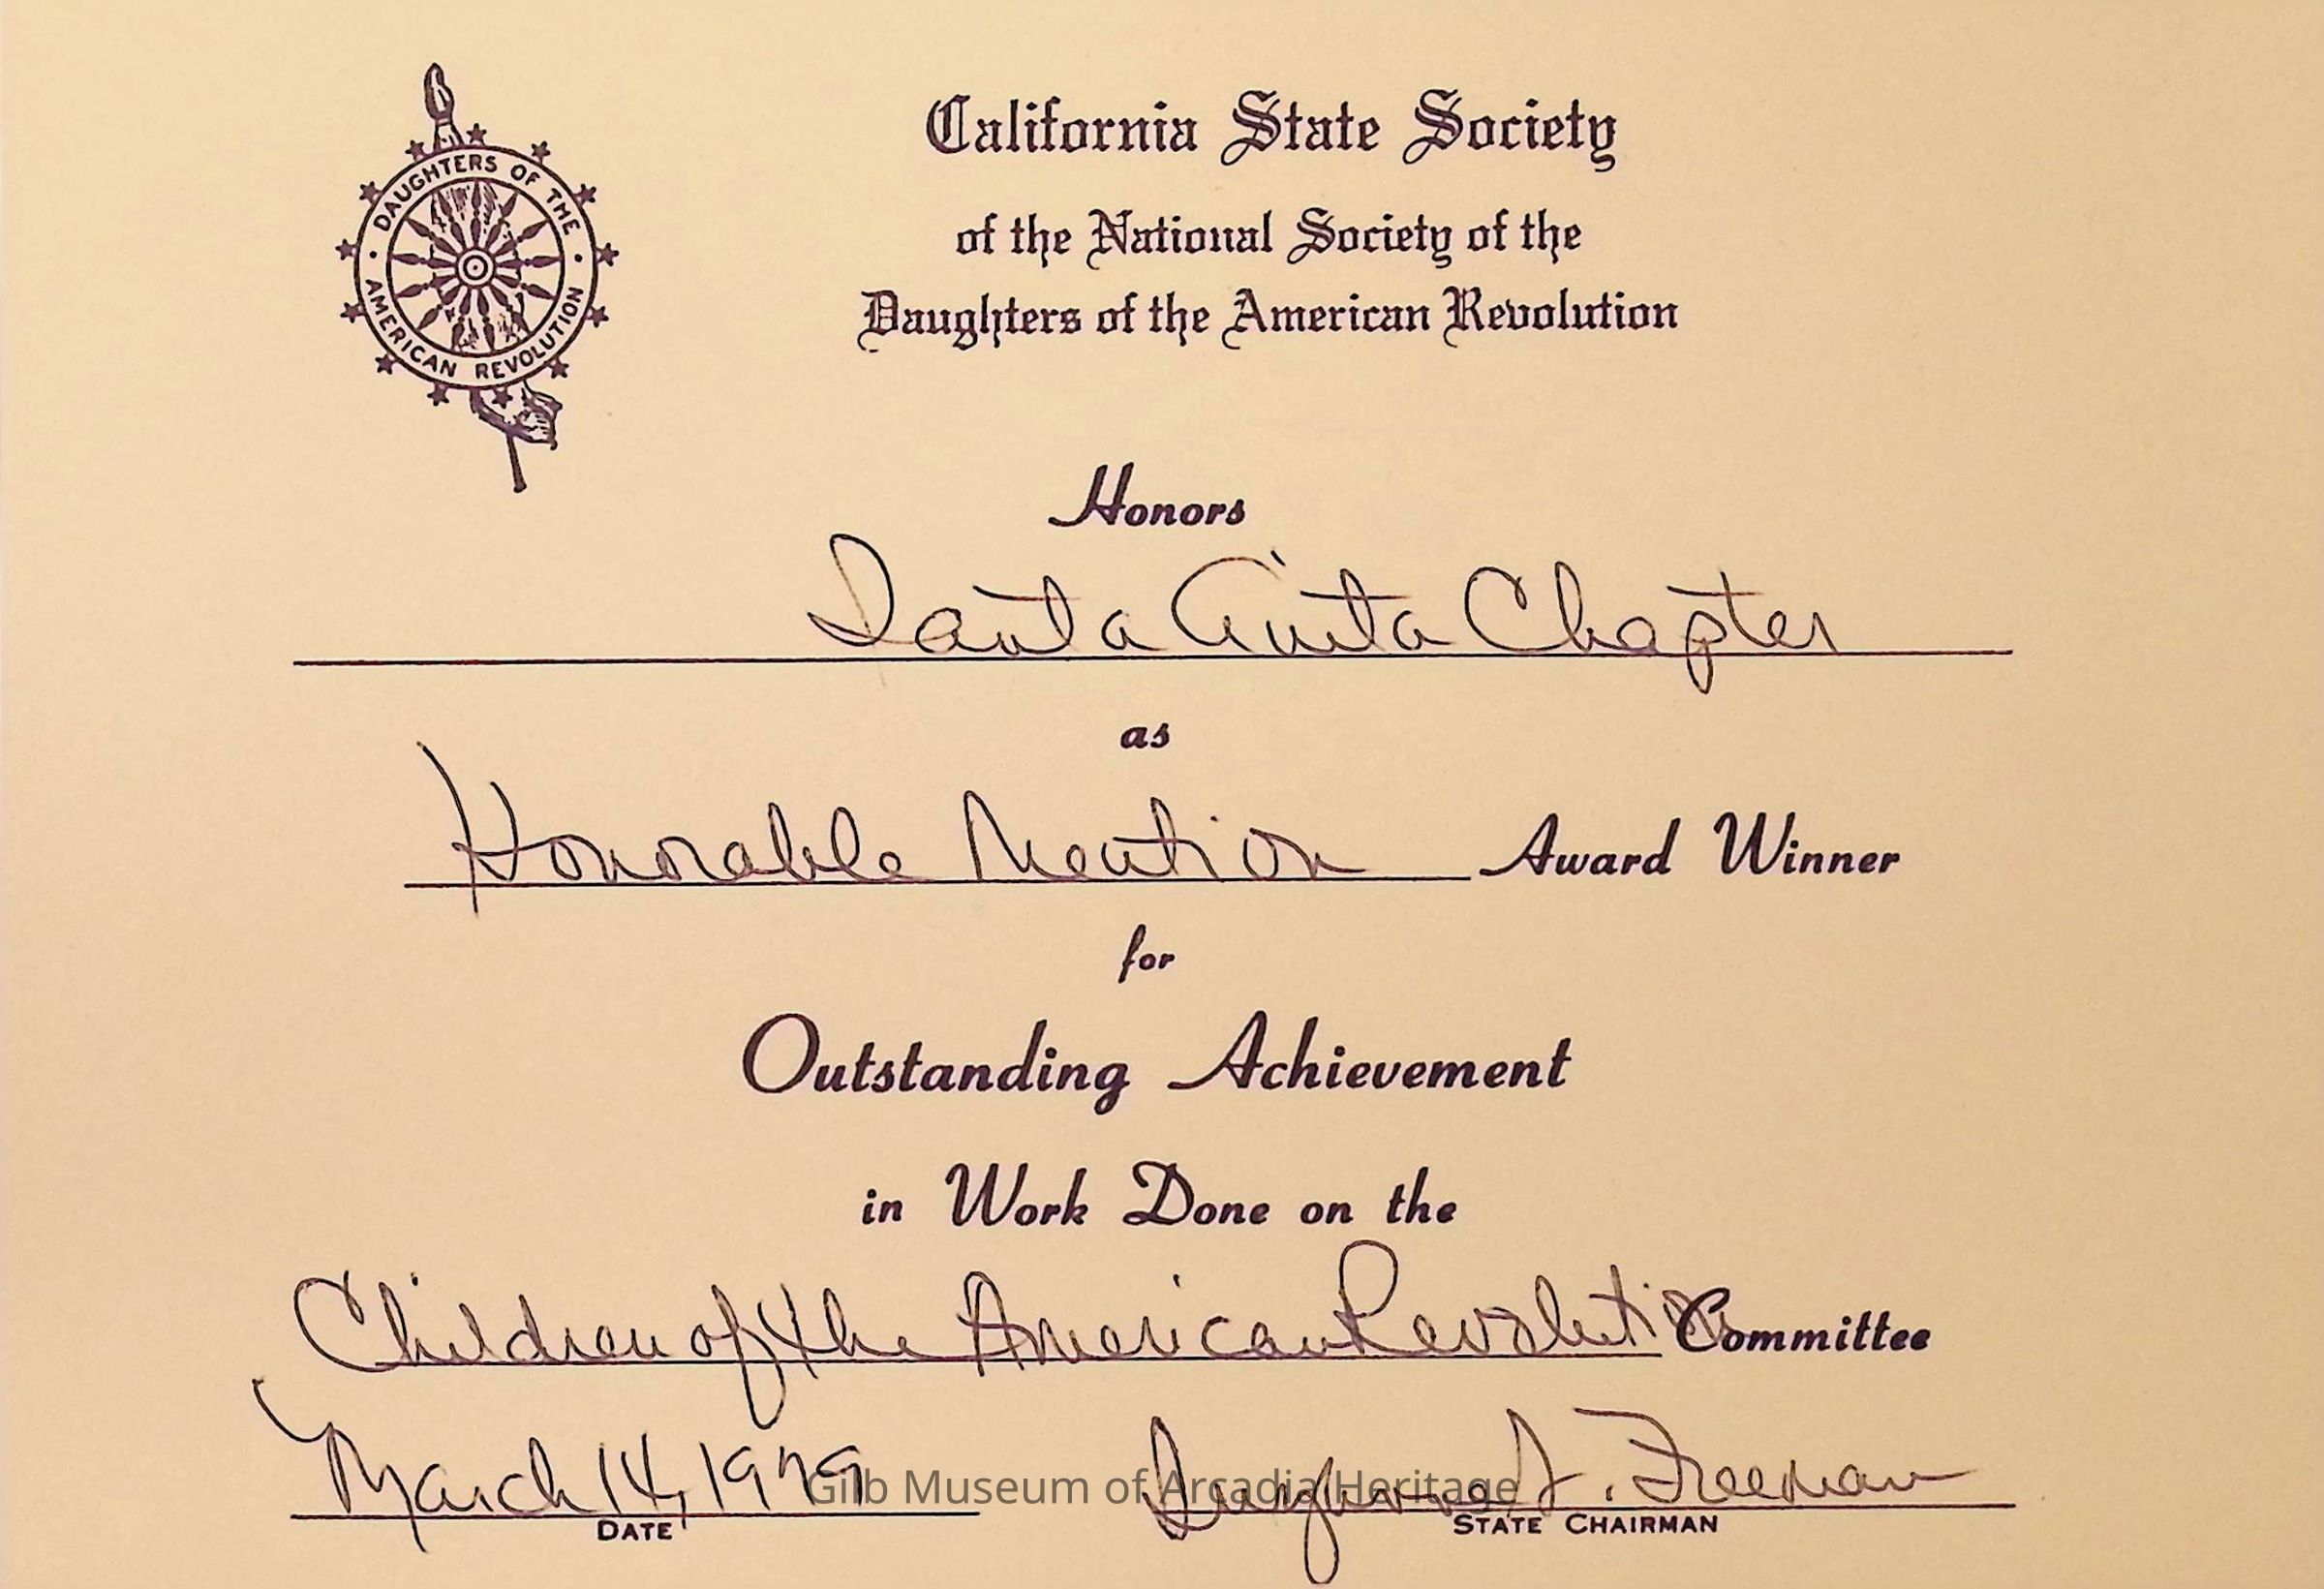 DAUGHTERS OF THE
AMERICAN REVOLUTION
California State Society
of the National Society of the
Daughters of the American Revolution
Honors
Santa Anita Chapter
as
Honorable Mention Award Winner
for
Outstanding Achievement
in Work Done on the
Children of the American Revolution Committee
March 14, 1979 J. Freeman
Gilb Museum of Arcadia Heritage
DATE STATE CHAIRMAN